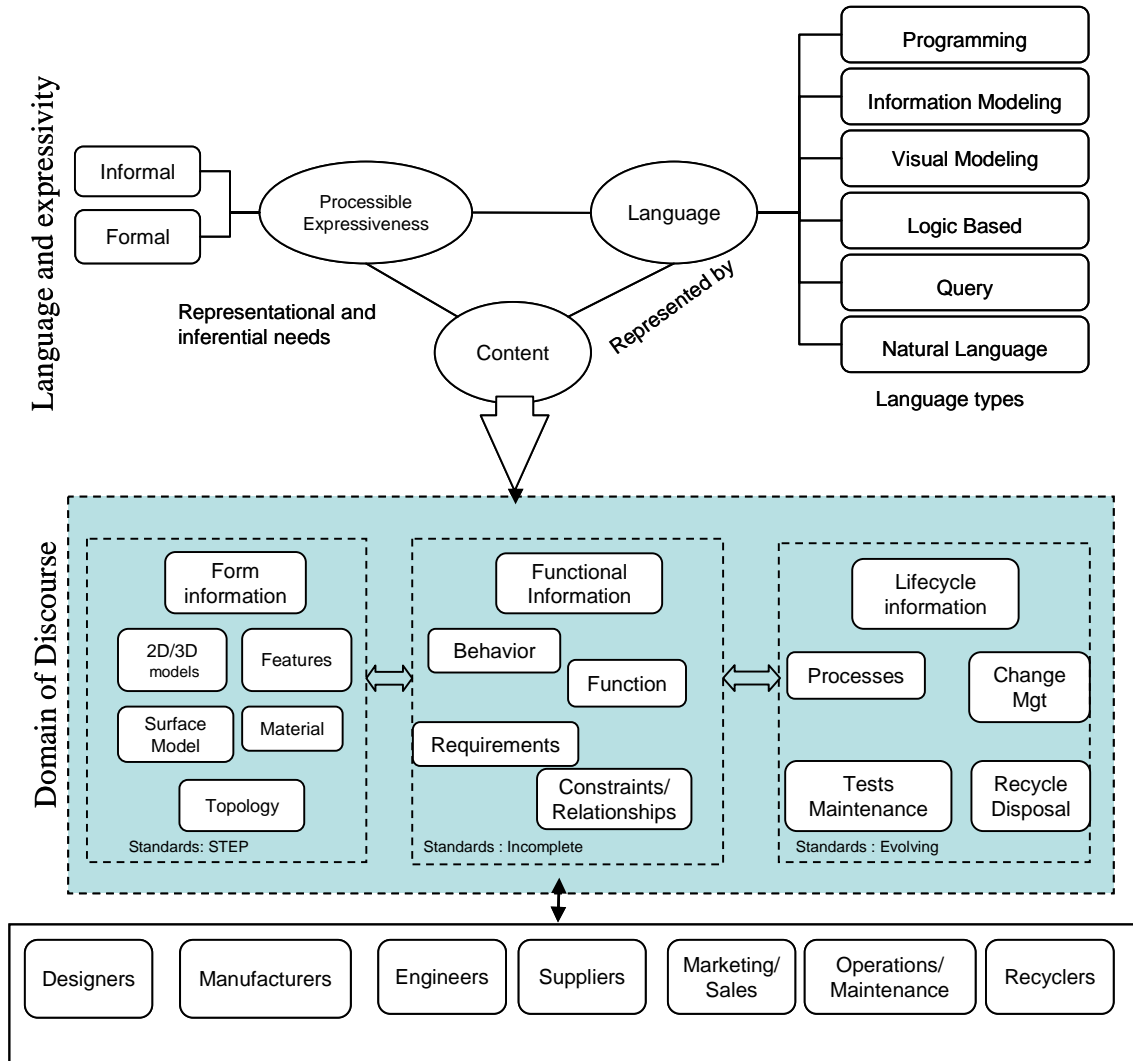 Language and expressivity
Informal
Formal
Processible
Expressiveness
Language
Content
Representational and
inferential needs
Represented by
Programming
Information Modeling
Visual Modeling
Logic Based
Query
Natural Language
Language types
Domain of Discourse
Form
information
2D/3D
models
Features
Surface
Model
Material
Topology
Standards: STEP
Functional
Information
Behavior
Function
Requirements
Constraints/
Relationships
Standards : Incomplete
Lifecycle
information
Processes
Change
Mgt
Tests
Maintenance
Recycle
Disposal
Standards : Evolving
Designers
Manufacturers
Engineers
Suppliers
Marketing/
Sales
Operations/
Maintenance
Recyclers